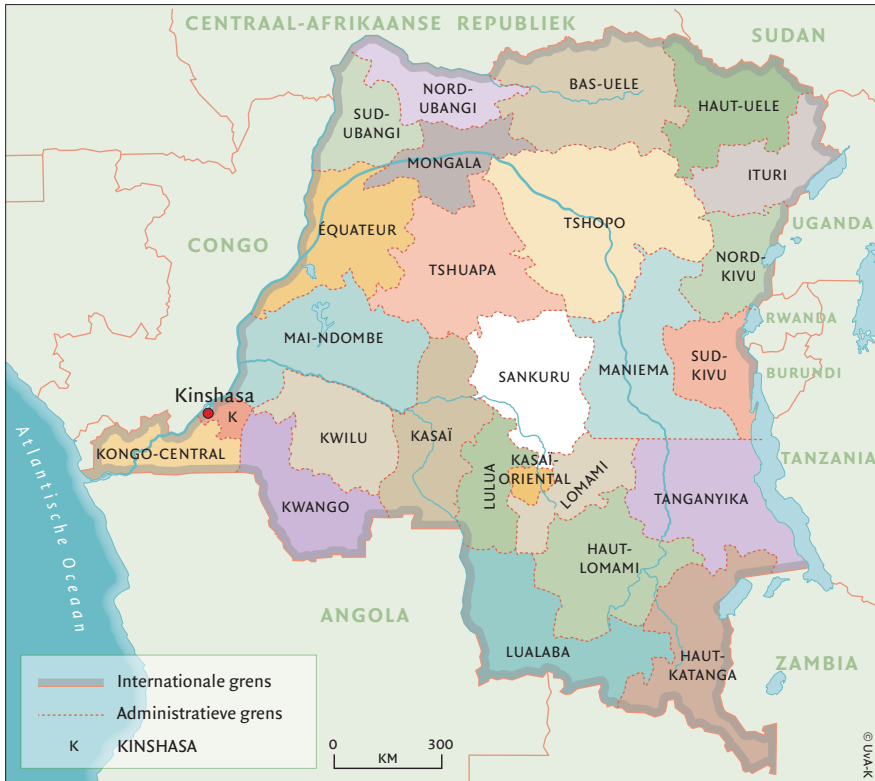 CENTRAAL-AFRIKAANSE REPUBLIEK
SUDAN
NORD-
UBANGI
BAS-UELE
HAUT-UELE
SUD-
UBANGI
MONGALA
ITURI
ÉQUATEUR
TSHOPO
UGANDA
CONGO
TSHUAPA
NORD-
KIVU
RWANDA
MAI-NDOMBE
SANKURU
MANIEMA
SUD-
KIVU
BURUNDI
Kinshasa
K
KWILU
KASAÏ
KONGO-CENTRAL
KASAÏ-
ORIENTAL
LULUA
LOMAMI
TANZANIA
KWANGO
TANGANYIKA
Atlantische Oceaan
HAUT-
LOMAMI
ANGOLA
LUALABA
HAUT-
KATANGA
ZAMBIA
Internationale grens
Administratieve grens
K KINSHASA
0 300
KM
© UvA-K